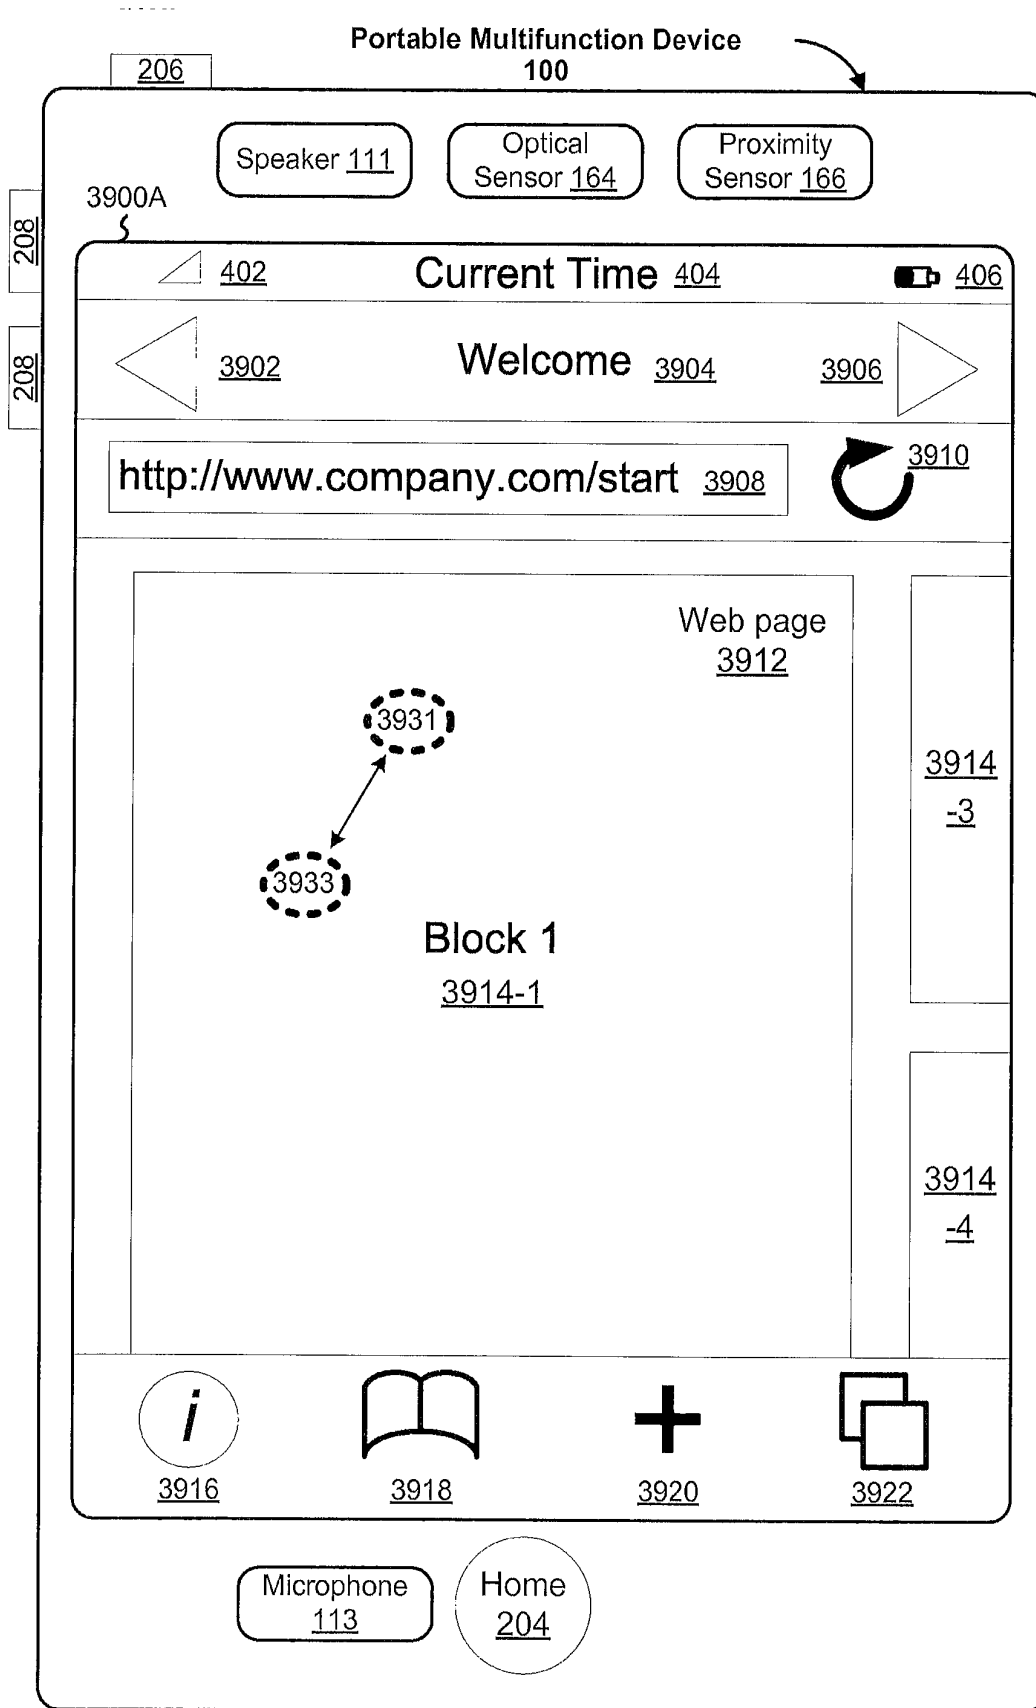 Portable Multifunction Device
100
206
Speaker 111
Optical
Sensor 164
Proximity
Sensor 166
3900A
208
208
402
Current Time 404
406
3902
Welcome 3904
3906
http://www.company.com/start 3908
3910
Web page
3912
3931
3933
Block 1
3914-1
3914
-3
3914
-4
i
3916
3918
3920
3922
Microphone
113
Home
204